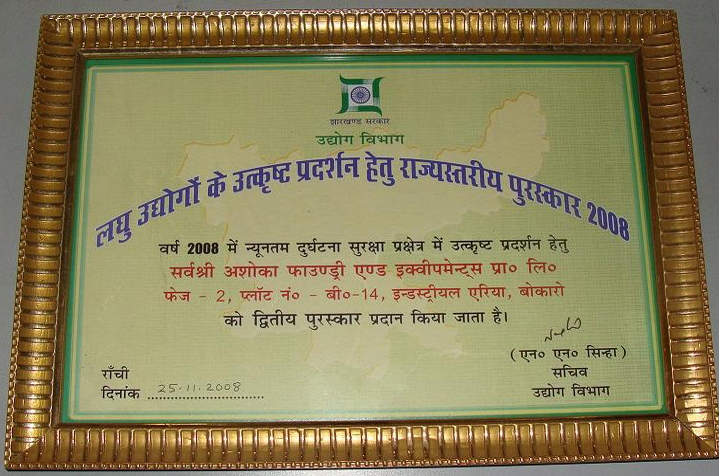 झारखण्ड सरकार
उद्योग विभाग
लघु उद्योगों के उत्कृष्ट प्रदर्शन हेतु राज्यस्तरीय पुरस्कार 2008
वर्ष 2008 में न्यूनतम दुर्घटना सुरक्षा प्रक्षेत्र में उत्कृष्ट प्रदर्शन हेतु
सर्वश्री अशोका फाउण्ड्री एण्ड इक्वीपमेन्ट्स प्रा० लि०
फेज - 2, प्लॉट नं० - बी०-14, इन्डस्ट्रीयल एरिया, बोकारो
को द्वितीय पुरस्कार प्रदान किया जाता है।
(एन० एन० सिन्हा)
सचिव
उद्योग विभाग
राँची
दिनांक 25.11.2008